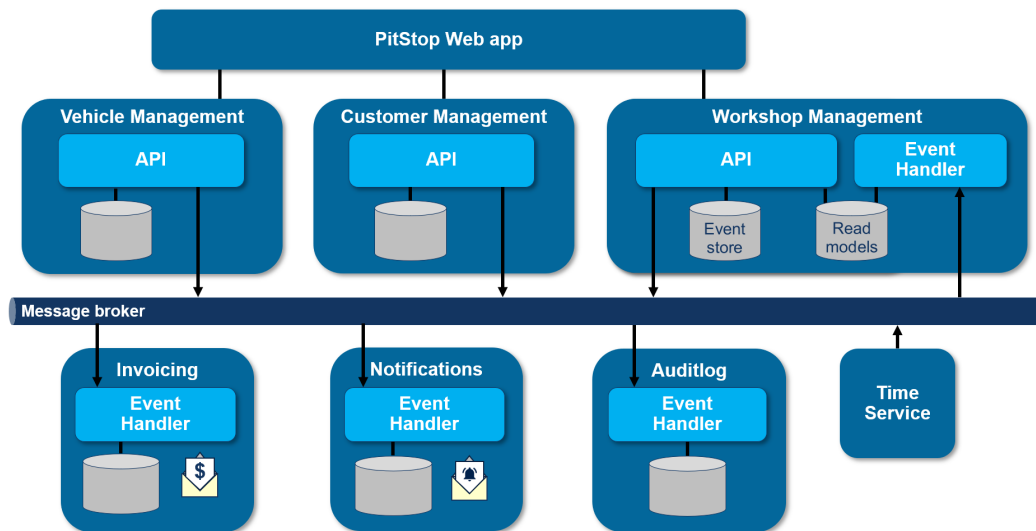 PitStop Web app
Vehicle Management
API
Customer Management
API
Workshop Management
API
Event
Handler
Event
store
Read
models
Message broker
Invoicing
Event
Handler
$
Notifications
Event
Handler
Auditlog
Event
Handler
Time
Service